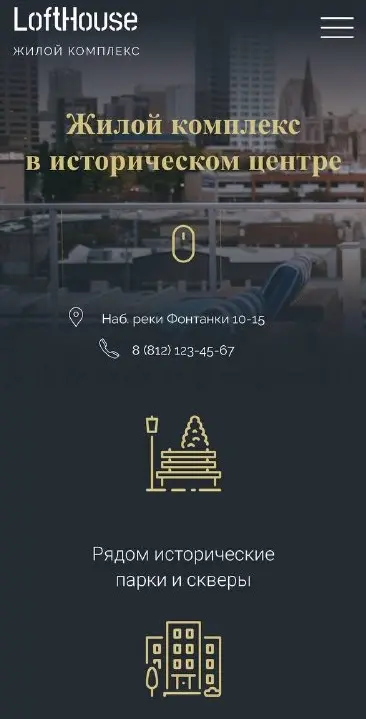 LoftHouse
ЖИЛОЙ КОМПЛЕКС
Жилой комплекс
в историческом центре
Наб. реки Фонтанки 10-15
8 (812) 123-45-67
Рядом исторические
парки и скверы